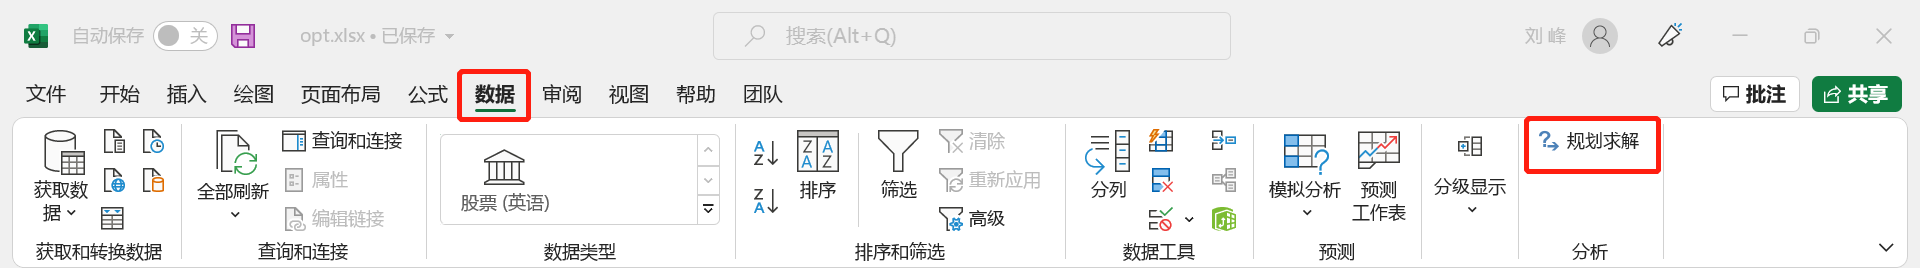 自动保存 关 opt.xlsx • 已保存 搜索(Alt+Q) 刘 峰
文件 开始 插入 绘图 页面布局 公式 数据 审阅 视图 帮助 团队 批注 共享
获取数据
全部刷新
查询和连接
属性
编辑链接
股票 (英语)
排序
筛选
清除
重新应用
高级
分列
模拟分析
预测
工作表
分级显示
规划求解
获取和转换数据 查询和连接 数据类型 排序和筛选 数据工具 预测 分析